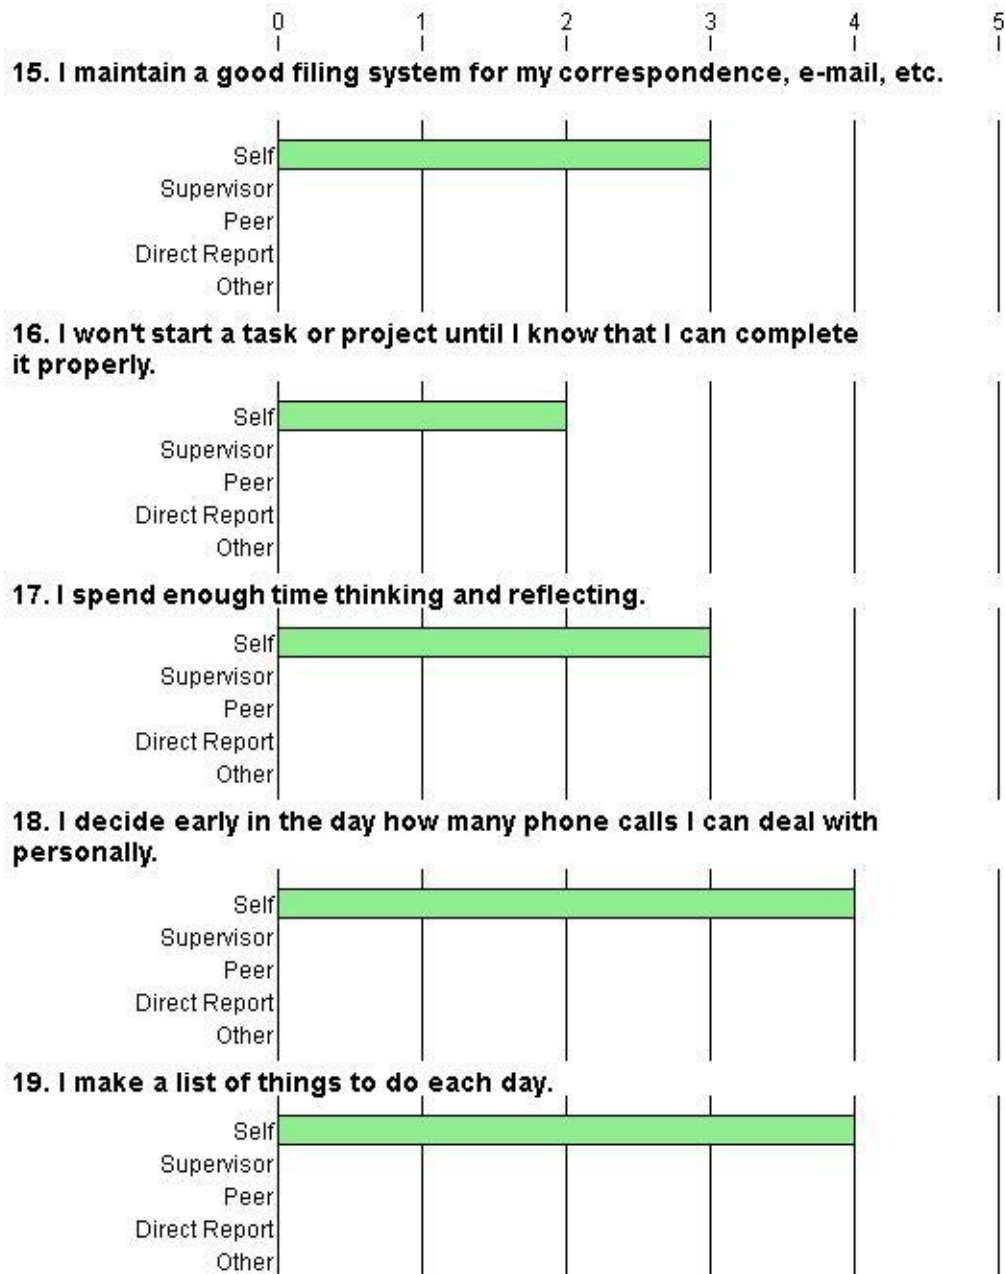 0 1 2 3 4 5
15. I maintain a good filing system for my correspondence, e-mail, etc.
Self
Supervisor
Peer
Direct Report
Other
16. I won't start a task or project until I know that I can complete
it properly.
Self
Supervisor
Peer
Direct Report
Other
17. I spend enough time thinking and reflecting.
Self
Supervisor
Peer
Direct Report
Other
18. I decide early in the day how many phone calls I can deal with
personally.
Self
Supervisor
Peer
Direct Report
Other
19. I make a list of things to do each day.
Self
Supervisor
Peer
Direct Report
Other